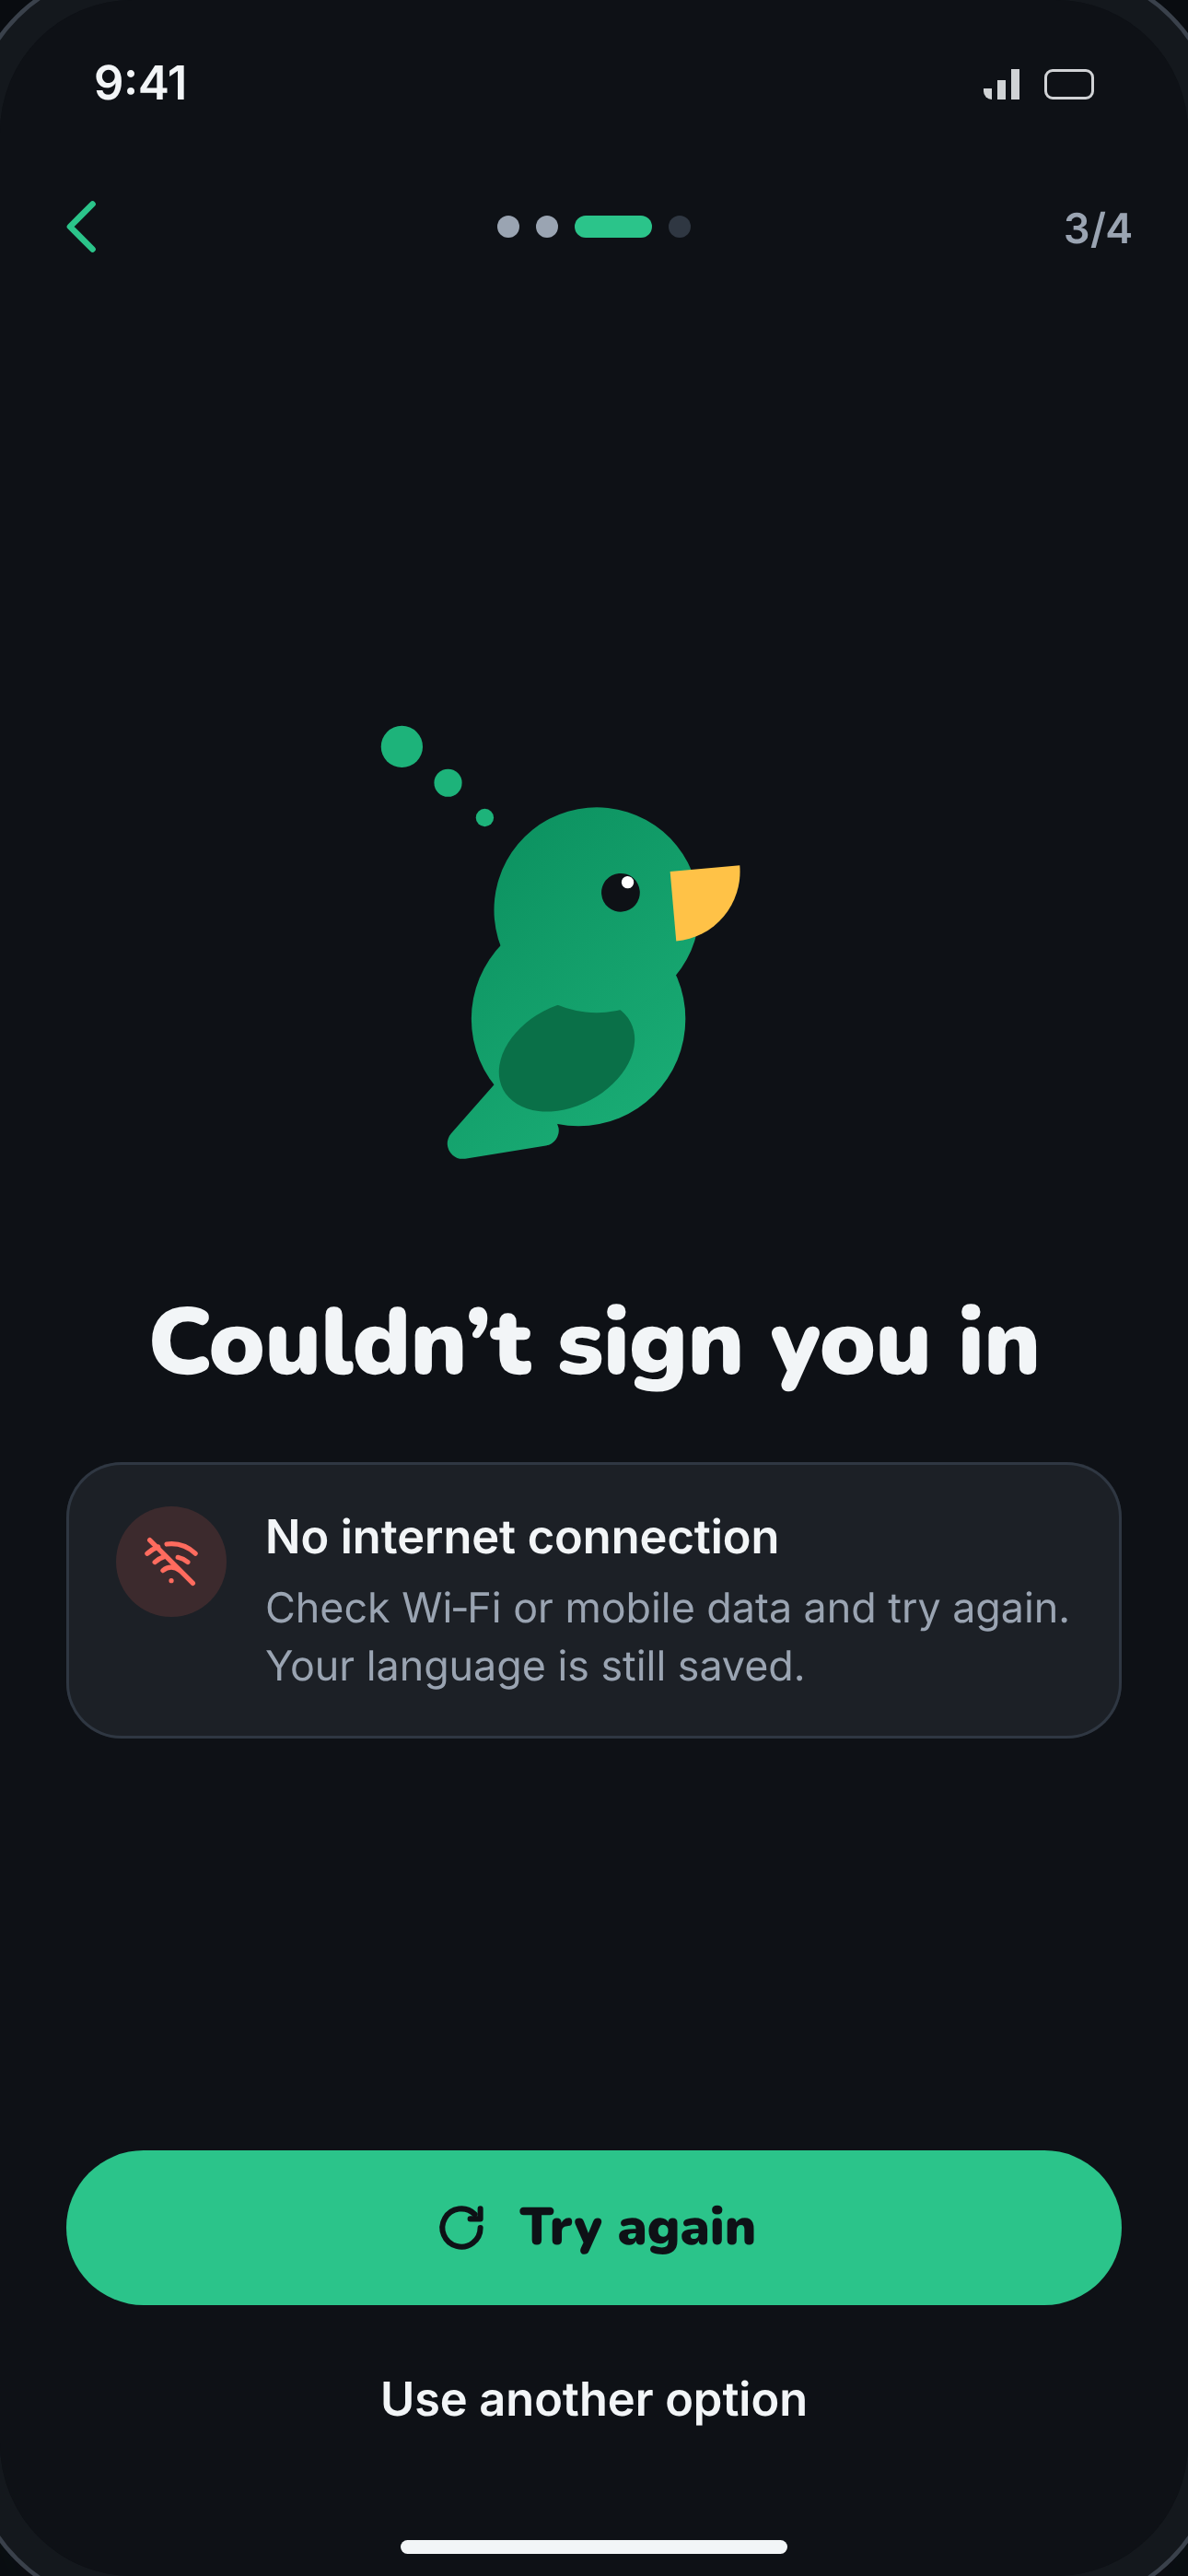 9:41
3/4
Couldn’t sign you in
No internet connection
Check Wi-Fi or mobile data and try again.
Your language is still saved.
Try again
Use another option